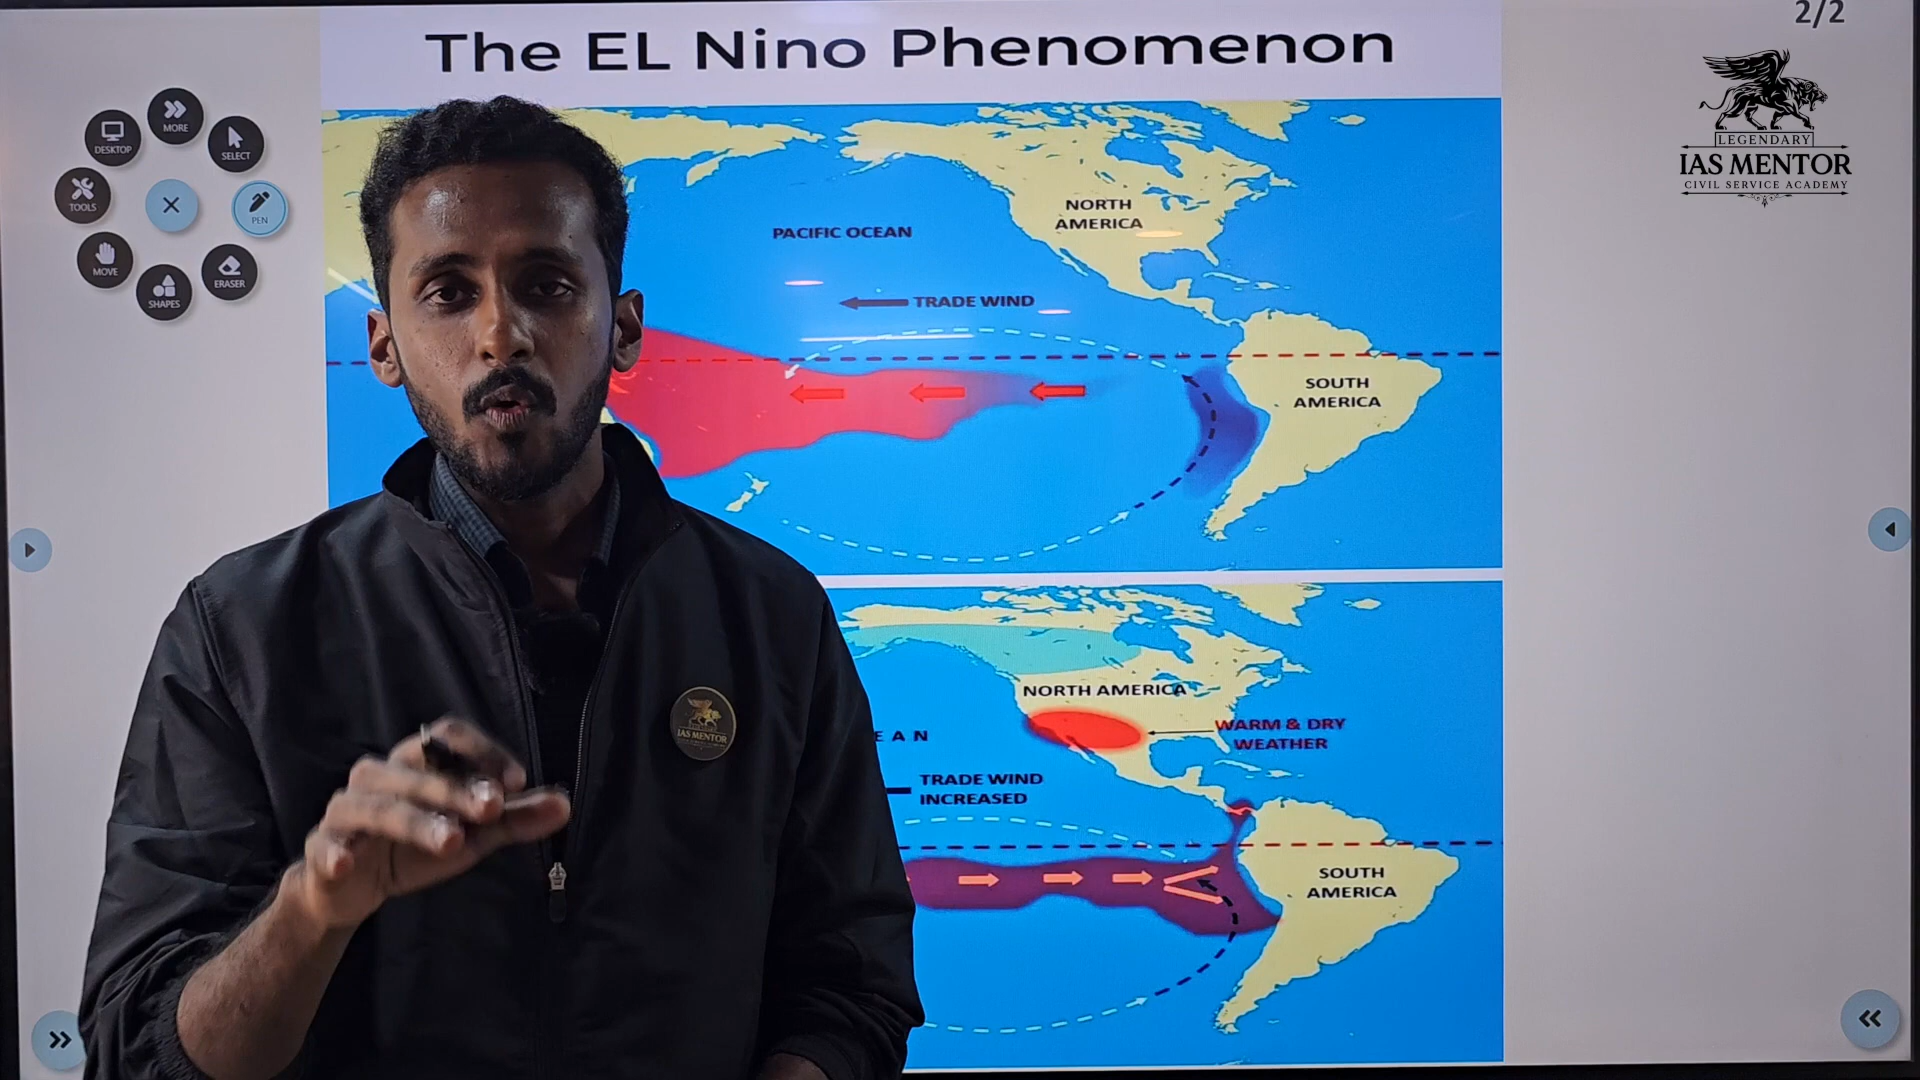 2/2
The EL Nino Phenomenon
LEGENDARY
IAS MENTOR
CIVIL SERVICE ACADEMY
MORE
DESKTOP
SELECT
TOOLS
PEN
MOVE
ERASER
SHAPES
NORTH
AMERICA
PACIFIC OCEAN
TRADE WIND
SOUTH
AMERICA
NORTH AMERICA
WARM & DRY
WEATHER
E A N
TRADE WIND
INCREASED
SOUTH
AMERICA
IAS MENTOR